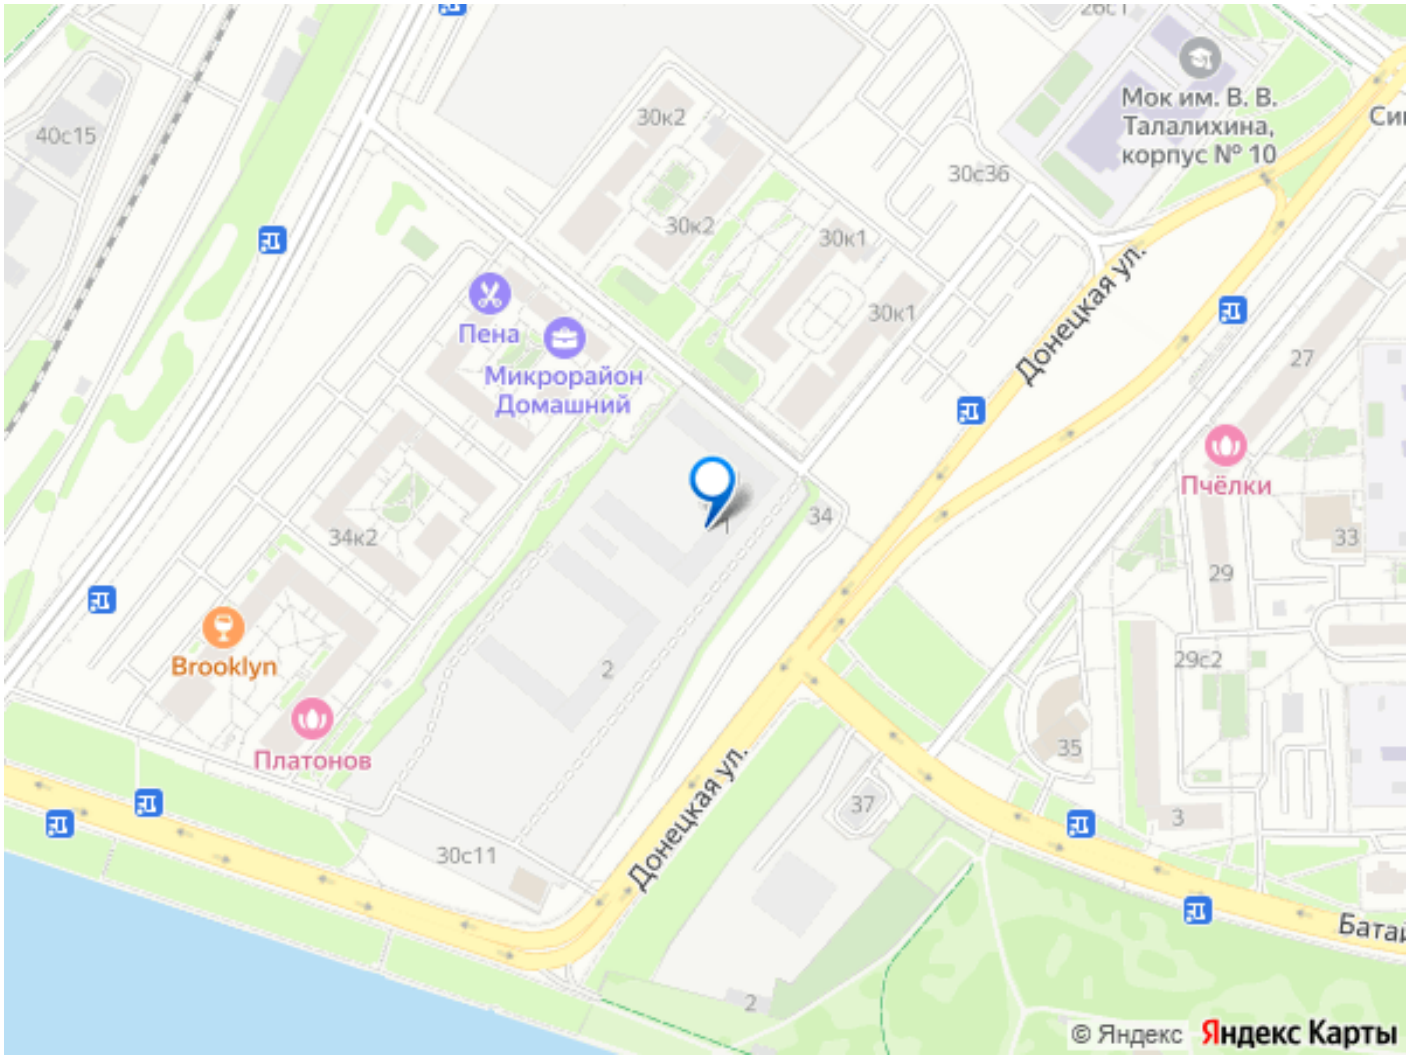 26с1
Мок им. В. В.
Талалихина,
корпус № 10
40с15
30к2
30с36
30к2
30к1
30к1
Донецкая ул.
Пена
Микрорайон
Домашний
27
Пчёлки
34
33
34к2
1
29
Brooklyn
2
29с2
Платонов
35
Донецкая ул.
37
3
30с11
2
© Яндекс Яндекс Карты